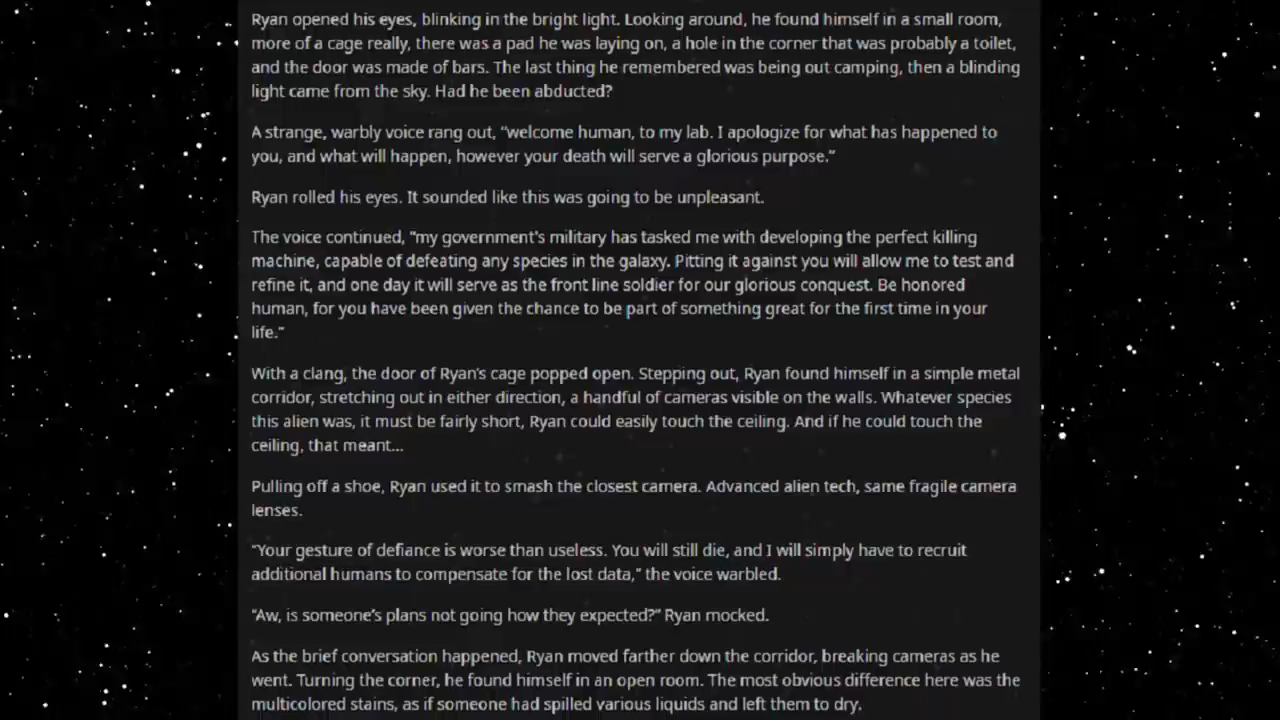 Ryan opened his eyes, blinking in the bright light. Looking around, he found himself in a small room,
more of a cage really, there was a pad he was laying on, a hole in the corner that was probably a toilet,
and the door was made of bars. The last thing he remembered was being out camping, then a blinding
light came from the sky. Had he been abducted?
A strange, warbly voice rang out, “welcome human, to my lab. I apologize for what has happened to
you, and what will happen, however your death will serve a glorious purpose.”
Ryan rolled his eyes. It sounded like this was going to be unpleasant.
The voice continued, “my government's military has tasked me with developing the perfect killing
machine, capable of defeating any species in the galaxy. Pitting it against you will allow me to test and
refine it, and one day it will serve as the front line soldier for our glorious conquest. Be honored
human, for you have been given the chance to be part of something great for the first time in your
life.”
With a clang, the door of Ryan’s cage popped open. Stepping out, Ryan found himself in a simple metal
corridor, stretching out in either direction, a handful of cameras visible on the walls. Whatever species
this alien was, it must be fairly short, Ryan could easily touch the ceiling. And if he could touch the
ceiling, that meant...
Pulling off a shoe, Ryan used it to smash the closest camera. Advanced alien tech, same fragile camera
lenses.
“Your gesture of defiance is worse than useless. You will still die, and I will simply have to recruit
additional humans to compensate for the lost data,” the voice warbled.
“Aw, is someone’s plans not going how they expected?” Ryan mocked.
As the brief conversation happened, Ryan moved farther down the corridor, breaking cameras as he
went. Turning the corner, he found himself in an open room. The most obvious difference here was the
multicolored stains, as if someone had spilled various liquids and left them to dry.